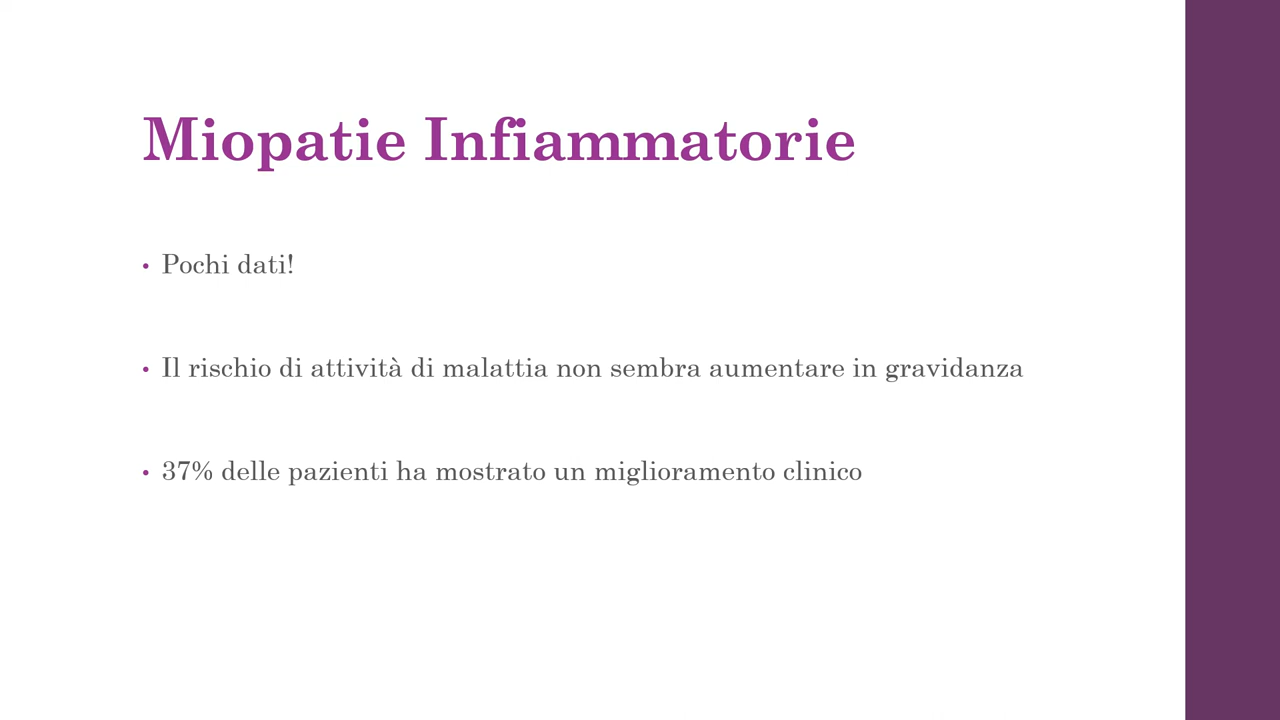 Miopatie Infiammatorie
• Pochi dati!
• Il rischio di attività di malattia non sembra aumentare in gravidanza
• 37% delle pazienti ha mostrato un miglioramento clinico